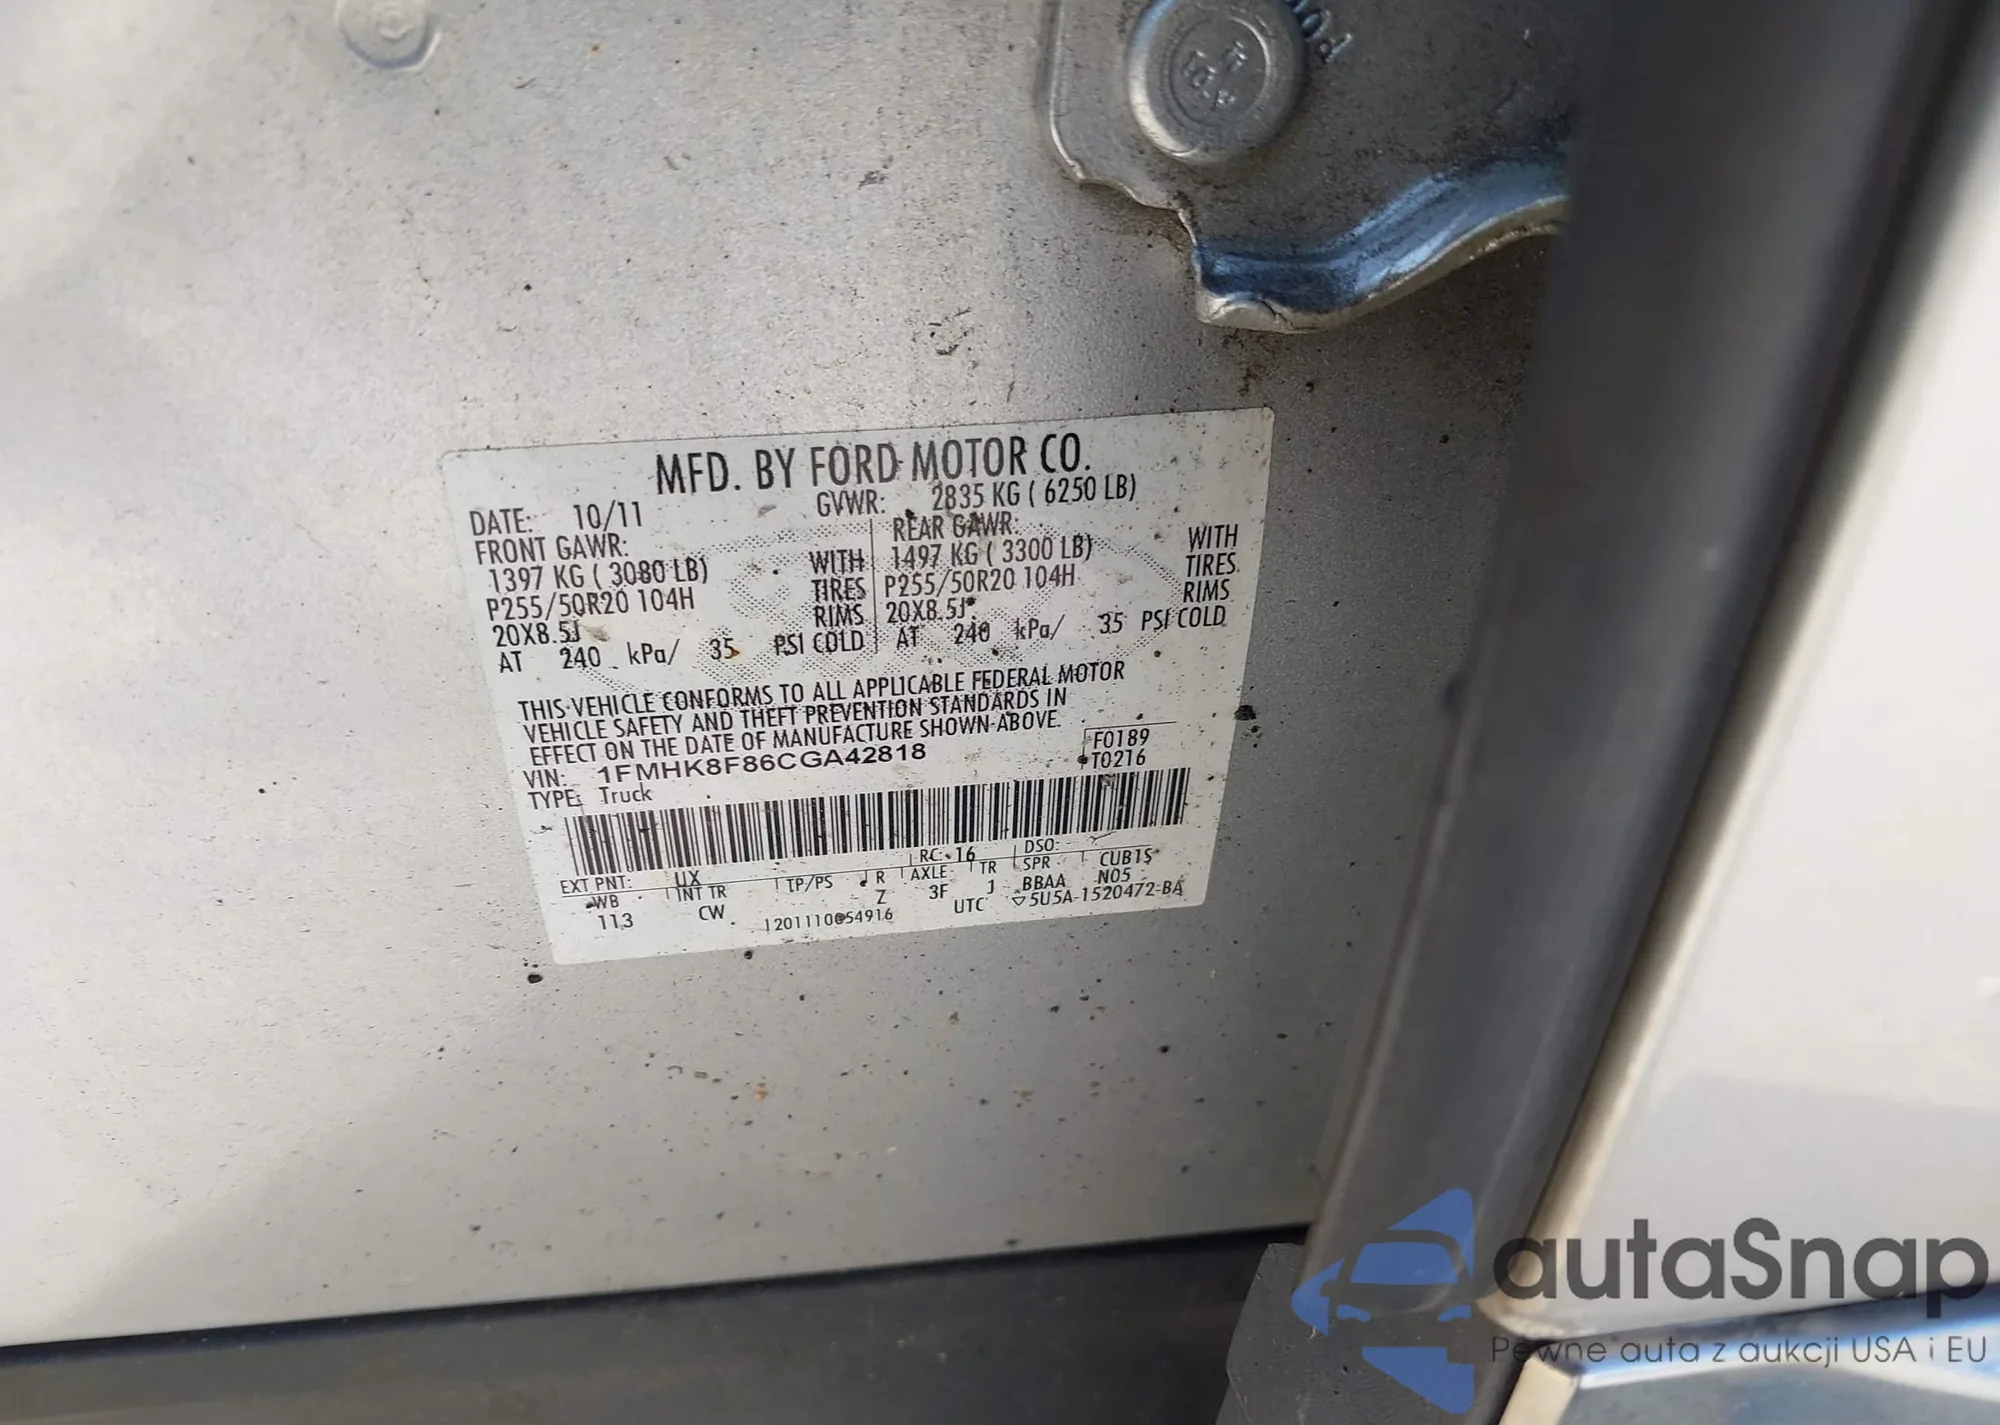 MFD. BY FORD MOTOR CO.
DATE: 10/11 GVWR: 2835 KG ( 6250 LB)
FRONT GAWR: REAR GAWR:
1397 KG ( 3080 LB) WITH 1497 KG ( 3300 LB) WITH
P255/50R20 104H TIRES P255/50R20 104H TIRES
20X8.5J RIMS 20X8.5J RIMS
AT 240 kPa/ 35 PSI COLD AT 240 kPa/ 35 PSI COLD
THIS VEHICLE CONFORMS TO ALL APPLICABLE FEDERAL MOTOR
VEHICLE SAFETY AND THEFT PREVENTION STANDARDS IN
EFFECT ON THE DATE OF MANUFACTURE SHOWN ABOVE.
VIN: 1FMHK8F86CGA42818 F0189
TYPE: Truck T0216
EXT PNT: UX RC: 16 DSO:
WB INT TR TP/PS R AXLE TR SPR CUB15
113 CW Z 3F J BBAA N05
1201110054916 UTC ▽5U5A-1520472-BA
autaSnap
Pewne auta z aukcji USA i EU